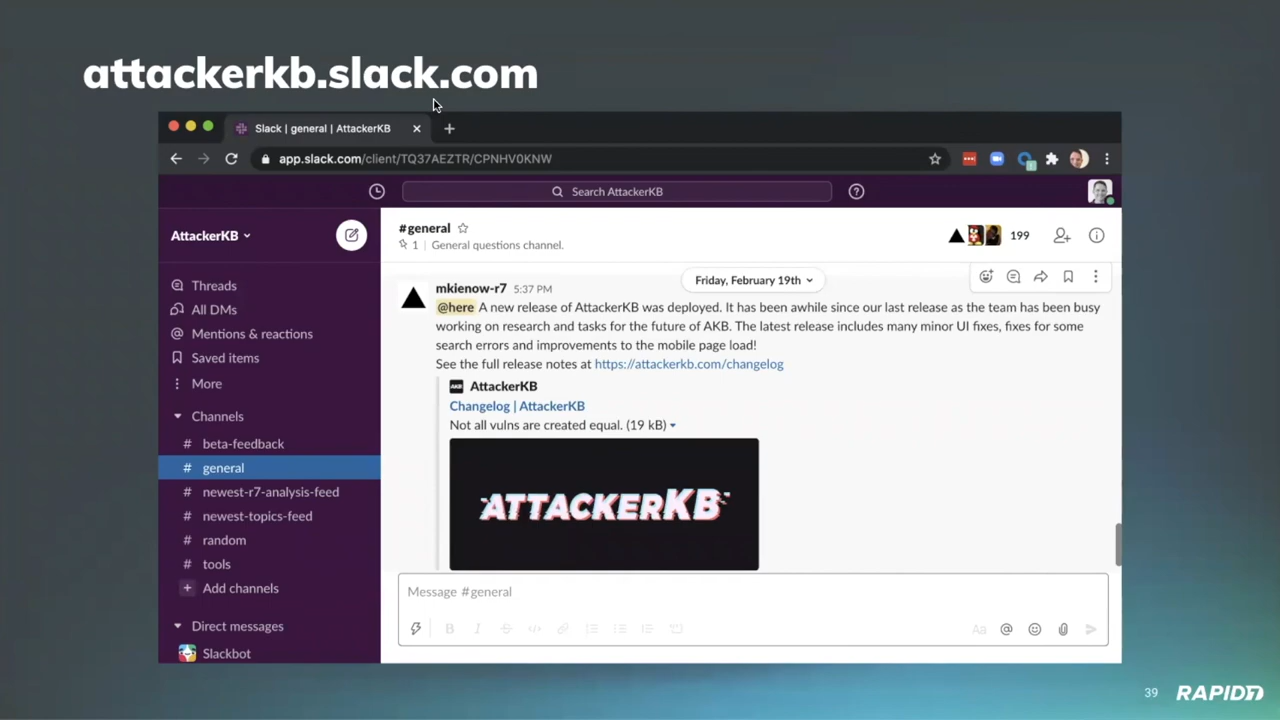 attackerkb.slack.com
Slack | general | AttackerKB
app.slack.com/client/TQ37AEZTR/CPNHV0KNW
Search AttackerKB
AttackerKB
Threads
All DMs
Mentions & reactions
Saved items
More
Channels
# beta-feedback
# general
# newest-r7-analysis-feed
# newest-topics-feed
# random
# tools
+ Add channels
Direct messages
Slackbot
#general
1 | General questions channel.
199
Friday, February 19th
mkienow-r7 5:37 PM
@here A new release of AttackerKB was deployed. It has been awhile since our last release as the team has been busy
working on research and tasks for the future of AKB. The latest release includes many minor UI fixes, fixes for some
search errors and improvements to the mobile page load!
See the full release notes at https://attackerkb.com/changelog
AKB AttackerKB
Changelog | AttackerKB
Not all vulns are created equal. (19 kB)
ATTACKERKB
Message #general
B I S
Aa @
39 RAPID7